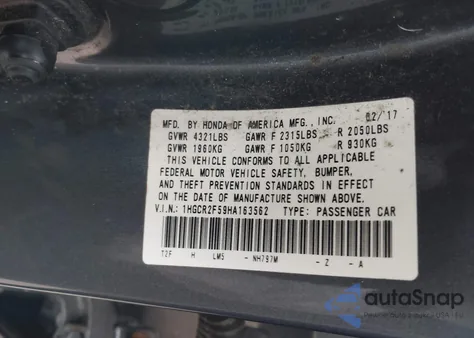 MFD. BY HONDA OF AMERICA MFG., INC. 02/17
GVWR 4321LBS GAWR F 2315LBS R 2050LBS
GVWR 1960KG GAWR F 1050KG R 930KG
THIS VEHICLE CONFORMS TO ALL APPLICABLE
FEDERAL MOTOR VEHICLE SAFETY, BUMPER,
AND THEFT PREVENTION STANDARDS IN EFFECT
ON THE DATE OF MANUFACTURE SHOWN ABOVE.
V.I.N.: 1HGCR2F59HA163562 TYPE: PASSENGER CAR
T2F H LM5 - NH797M - Z - A
autoSnap